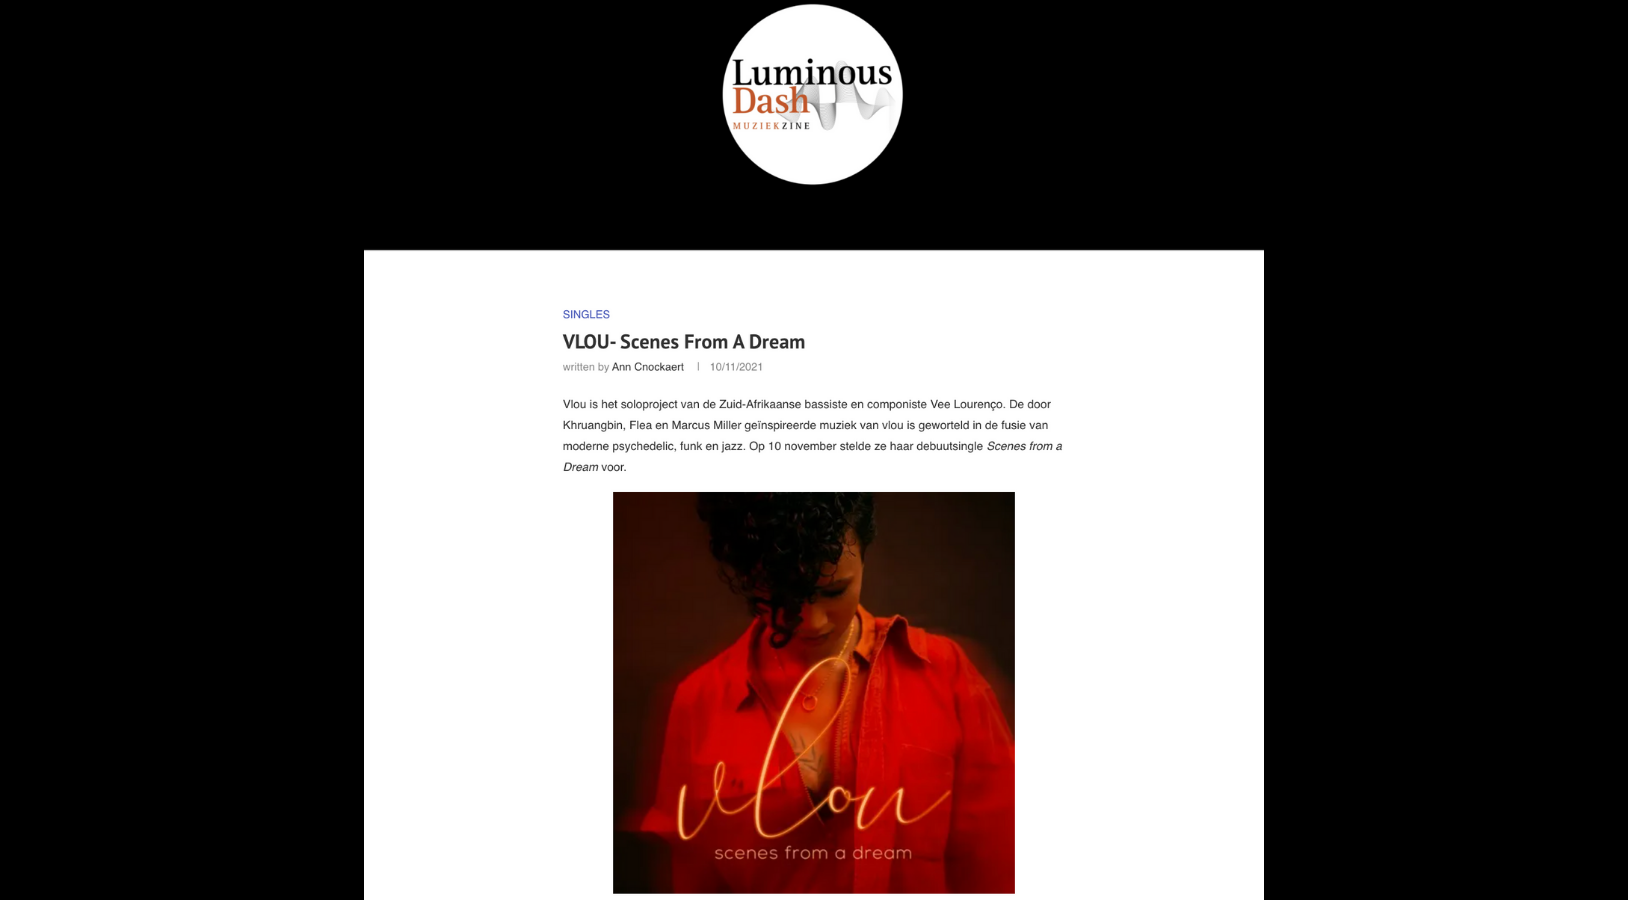 Luminous
Dash
MUZIEKZINE
SINGLES
VLOU- Scenes From A Dream
written by Ann Cnockaert | 10/11/2021
Vlou is het soloproject van de Zuid-Afrikaanse bassiste en componiste Vee Lourenço. De door
Khruangbin, Flea en Marcus Miller geïnspireerde muziek van vlou is geworteld in de fusie van
moderne psychedelic, funk en jazz. Op 10 november stelde ze haar debuutsingle Scenes from a
Dream voor.
vlou
scenes from a dream